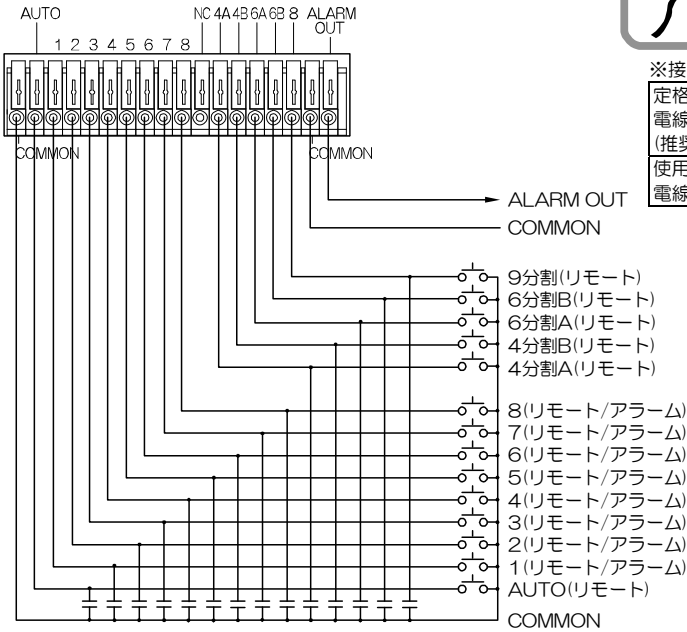 AUTO
NC 4A 4B 6A 6B 8 ALARM OUT
1 2 3 4 5 6 7 8
COMMON
COMMON
※接
定格
電線
(推奨
使用
電線
ALARM OUT
COMMON
9分割(リモート)
6分割B(リモート)
6分割A(リモート)
4分割B(リモート)
4分割A(リモート)
8(リモート/アラーム)
7(リモート/アラーム)
6(リモート/アラーム)
5(リモート/アラーム)
4(リモート/アラーム)
3(リモート/アラーム)
2(リモート/アラーム)
1(リモート/アラーム)
AUTO(リモート)
COMMON